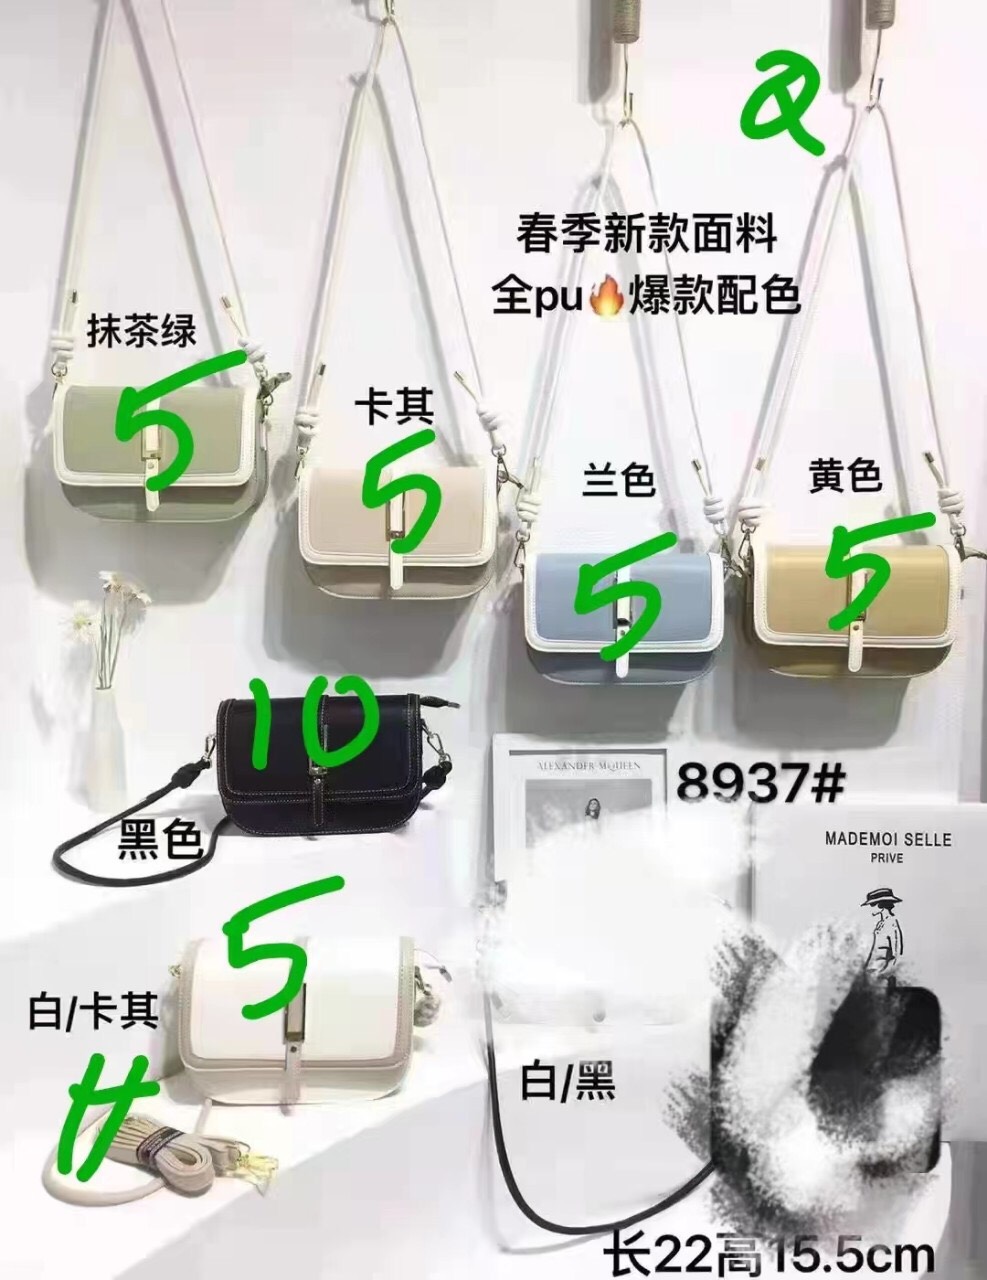 春季新款面料
全pu🔥爆款配色
抹茶绿
5
卡其
5
兰色
5
黄色
5
10
黑色
ALEXANDER McQUEEN
8937#
MADEMOI SELLE
PRIVE
5
白/卡其
白/黑
长22高15.5cm